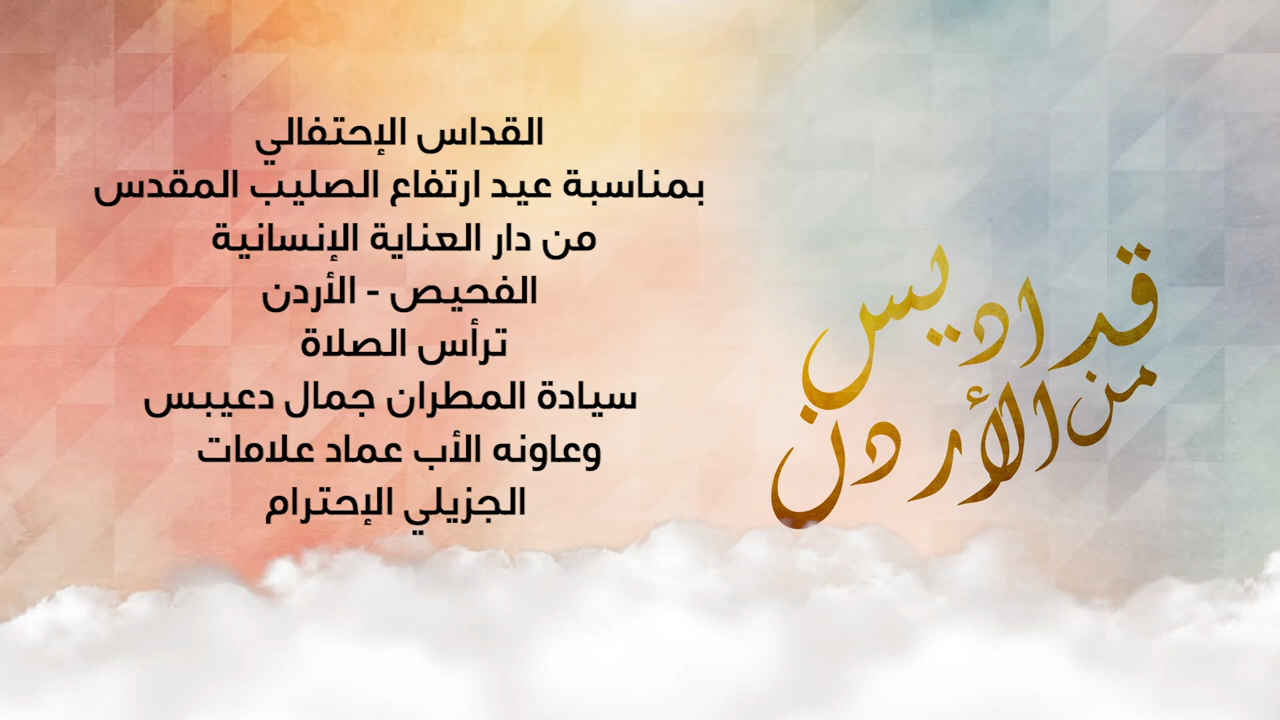 القداس الإحتفالي
بمناسبة عيد ارتفاع الصليب المقدس
من دار العناية الإنسانية
الفحيص - الأردن
ترأس الصلاة
سيادة المطران جمال دعيبس
وعاونه الأب عماد علامات
الجزيلي الإحترام
قداديس
من الأردن